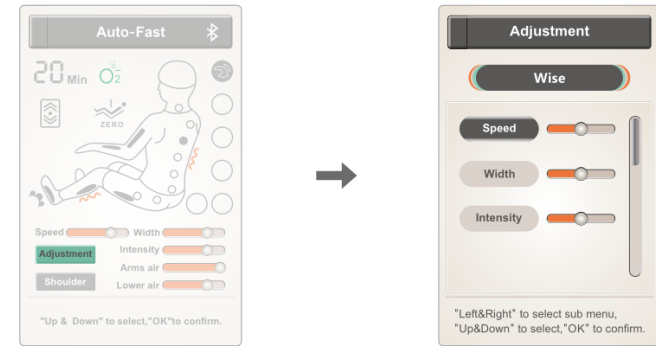 Auto-Fast
20 Min O2
ZERO
Speed Width
Adjustment Intensity
Arms air
Shoulder Lower air
"Up & Down" to select,"OK"to confirm.
Adjustment
Wise
Speed
Width
Intensity
"Left&Right" to select sub menu,
"Up&Down" to select,"OK" to confirm.